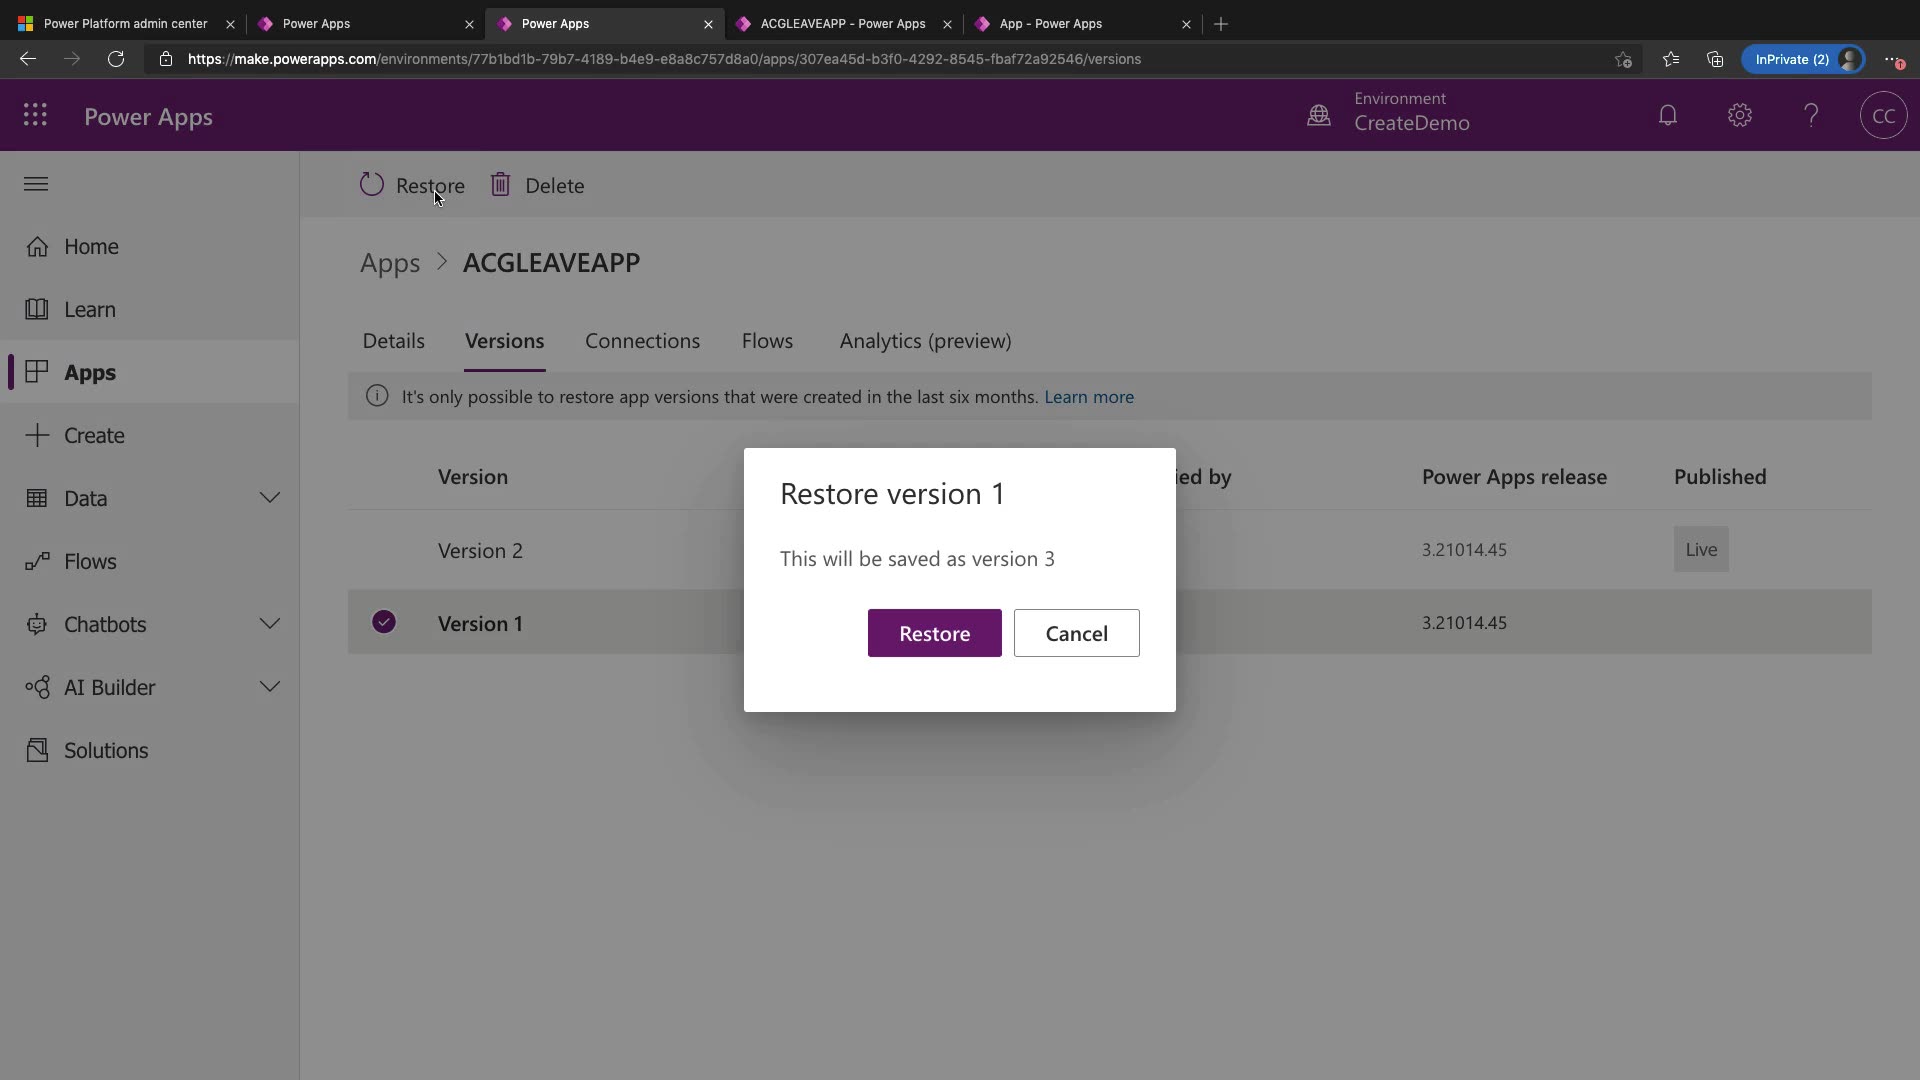 Power Platform admin center
Power Apps
Power Apps
ACGLEAVEAPP - Power Apps
App - Power Apps
https://make.powerapps.com/environments/77b1bd1b-79b7-4189-b4e9-e8a8c757d8a0/apps/307ea45d-b3f0-4292-8545-fbaf72a92546/versions
InPrivate (2)
Power Apps
Environment
CreateDemo
CC
Restore
Delete
Home
Learn
Apps
Create
Data
Flows
Chatbots
AI Builder
Solutions
Apps > ACGLEAVEAPP
Details Versions Connections Flows Analytics (preview)
It's only possible to restore app versions that were created in the last six months. Learn more
Version ied by Power Apps release Published
Version 2 3.21014.45 Live
Version 1 3.21014.45
Restore version 1
This will be saved as version 3
Restore
Cancel